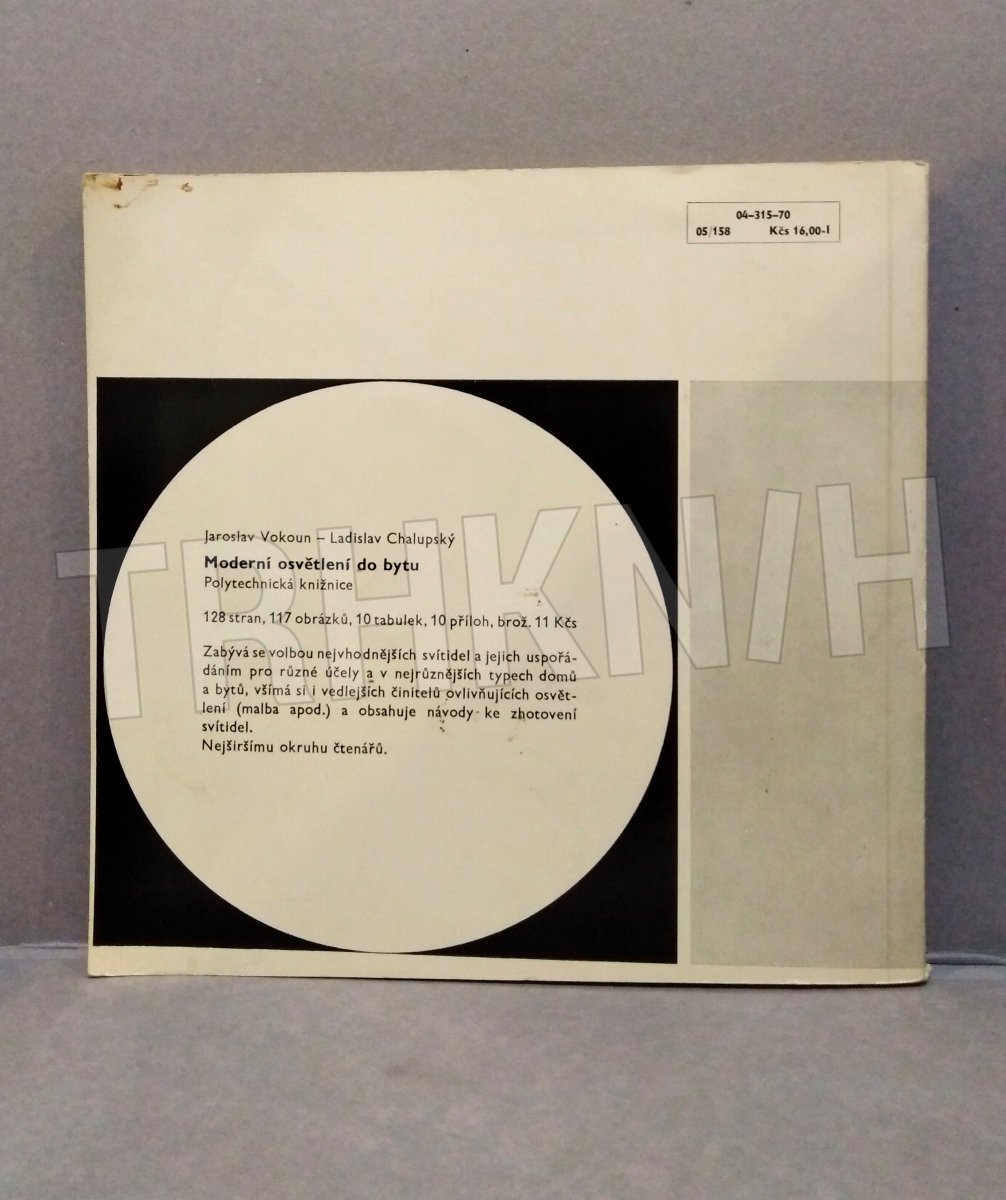 04–315–70
05/158 Kčs 16,00-I
Jaroslav Vokoun – Ladislav Chalupský
Moderní osvětlení do bytu
Polytechnická knižnice
128 stran, 117 obrázků, 10 tabulek, 10 příloh, brož. 11 Kčs
Zabývá se volbou nejvhodnějších svítidel a jejich uspořá-
dáním pro různé účely a v nejrůznějších typech domů
a bytů, všímá si i vedlejších činitelů ovlivňujících osvět-
lení (malba apod.) a obsahuje návody ke zhotovení
svítidel.
Nejširšímu okruhu čtenářů.
TRHKNIH